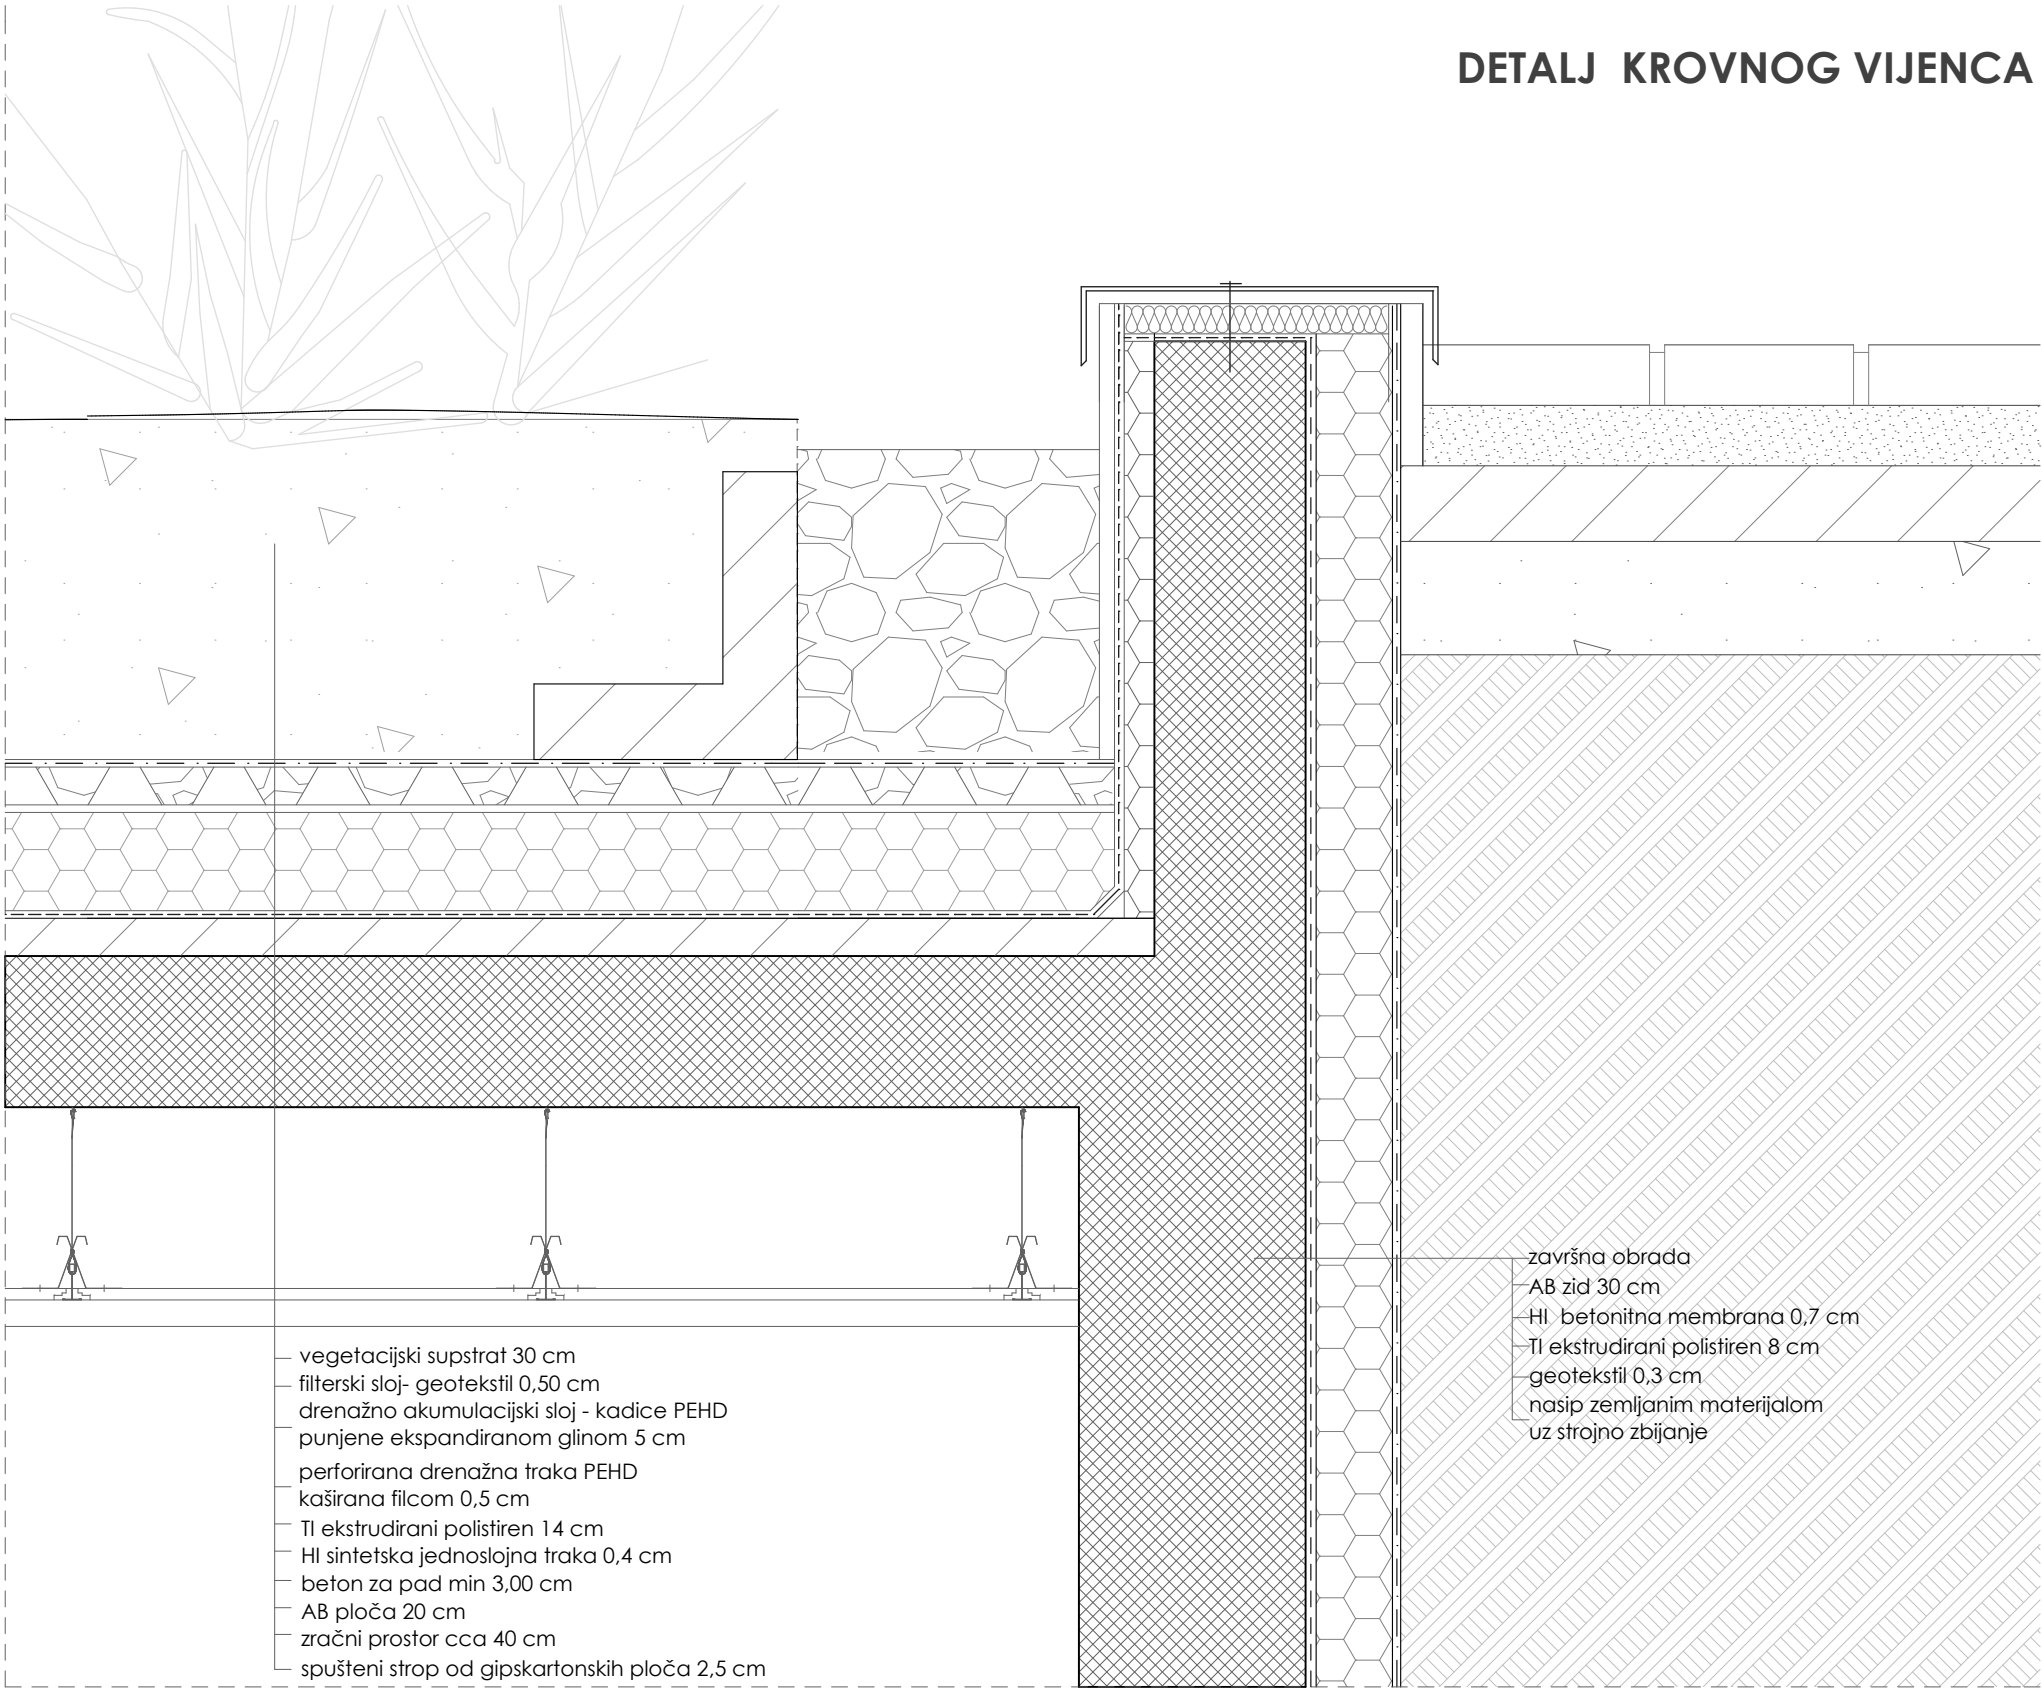 DETALJ KROVNOG VIJENCA
završna obrada
AB zid 30 cm
HI betonitna membrana 0,7 cm
TI ekstrudirani polistiren 8 cm
geotekstil 0,3 cm
nasip zemljanim materijalom
uz strojno zbijanje
vegetacijski supstrat 30 cm
filterski sloj- geotekstil 0,50 cm
drenažno akumulacijski sloj - kadice PEHD
punjene ekspandiranom glinom 5 cm
perforirana drenažna traka PEHD
kaširana filcom 0,5 cm
TI ekstrudirani polistiren 14 cm
HI sintetska jednoslojna traka 0,4 cm
beton za pad min 3,00 cm
AB ploča 20 cm
zračni prostor cca 40 cm
spušteni strop od gipskartonskih ploča 2,5 cm